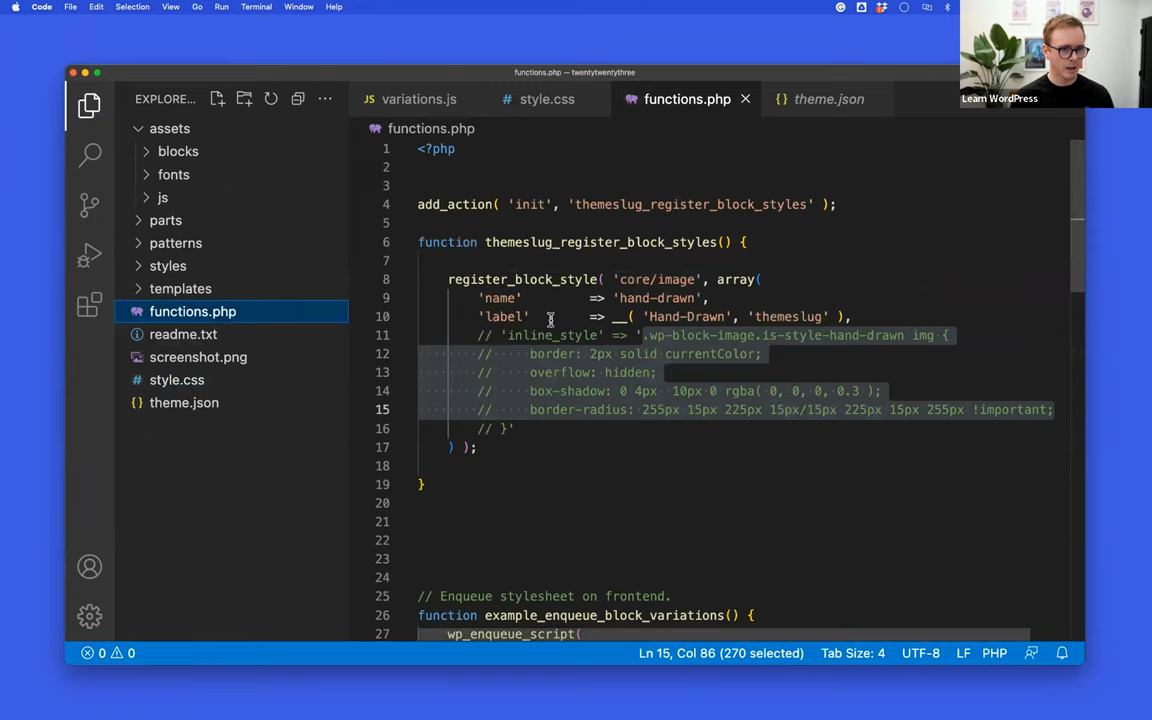 Code File Edit Selection View Go Run Terminal Window Help
functions.php — twentytwentythree
Learn WordPress
EXPLORE...
JS variations.js
# style.css
functions.php
{} theme.json
assets
blocks
fonts
js
parts
patterns
styles
templates
functions.php
readme.txt
screenshot.png
# style.css
{} theme.json
functions.php
1 <?php
2
3
4 add_action( 'init', 'themeslug_register_block_styles' );
5
6 function themeslug_register_block_styles() {
7
8 register_block_style( 'core/image', array(
9 'name' => 'hand-drawn',
10 'label' => __( 'Hand-Drawn', 'themeslug' ),
11 // 'inline_style' => '.wp-block-image.is-style-hand-drawn img {
12 // border: 2px solid currentColor;
13 // overflow: hidden;
14 // box-shadow: 0 4px 10px 0 rgba( 0, 0, 0, 0.3 );
15 // border-radius: 255px 15px 225px 15px/15px 225px 15px 255px !important;
16 // }'
17 ) );
18
19 }
20
21
22
23
24
25 // Enqueue stylesheet on frontend.
26 function example_enqueue_block_variations() {
27 wp_enqueue_script(
0 0 Ln 15, Col 86 (270 selected) Tab Size: 4 UTF-8 LF PHP